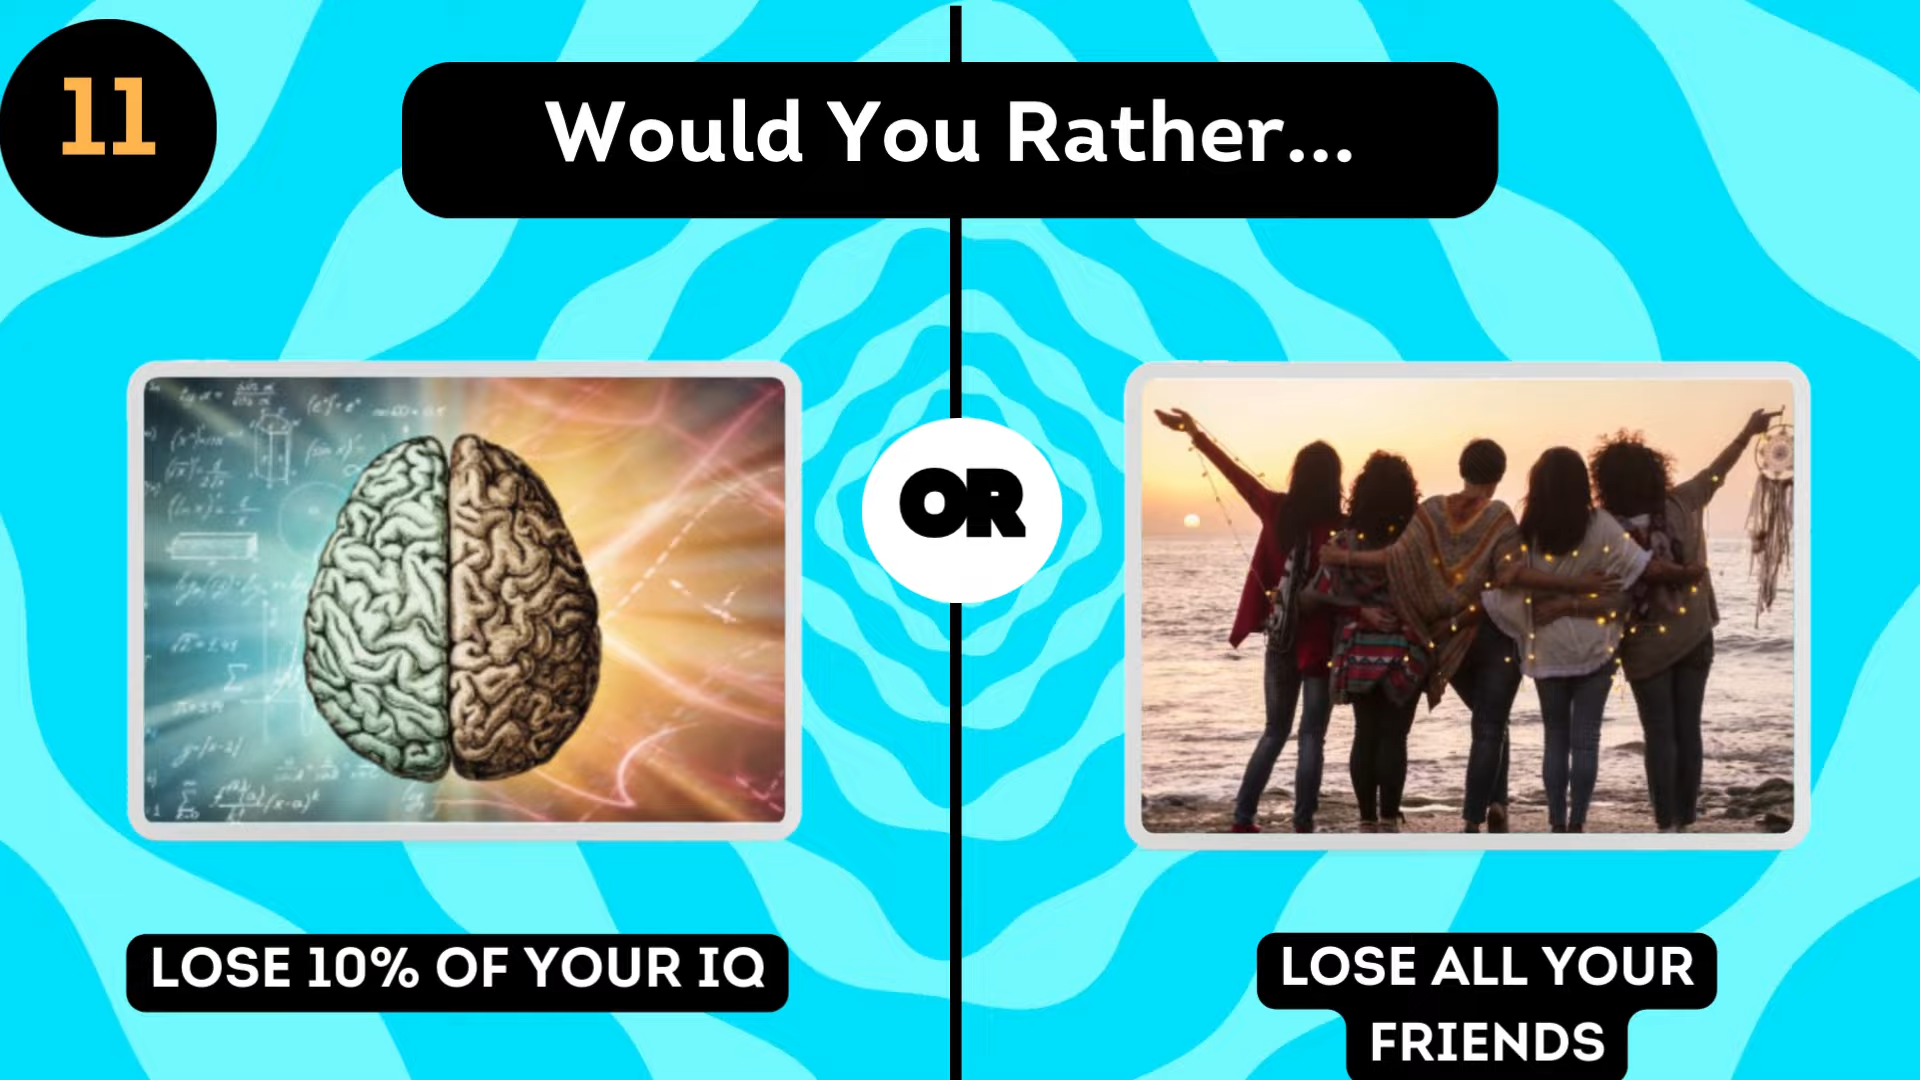 11
Would You Rather...
OR
LOSE 10% OF YOUR IQ
LOSE ALL YOUR
FRIENDS